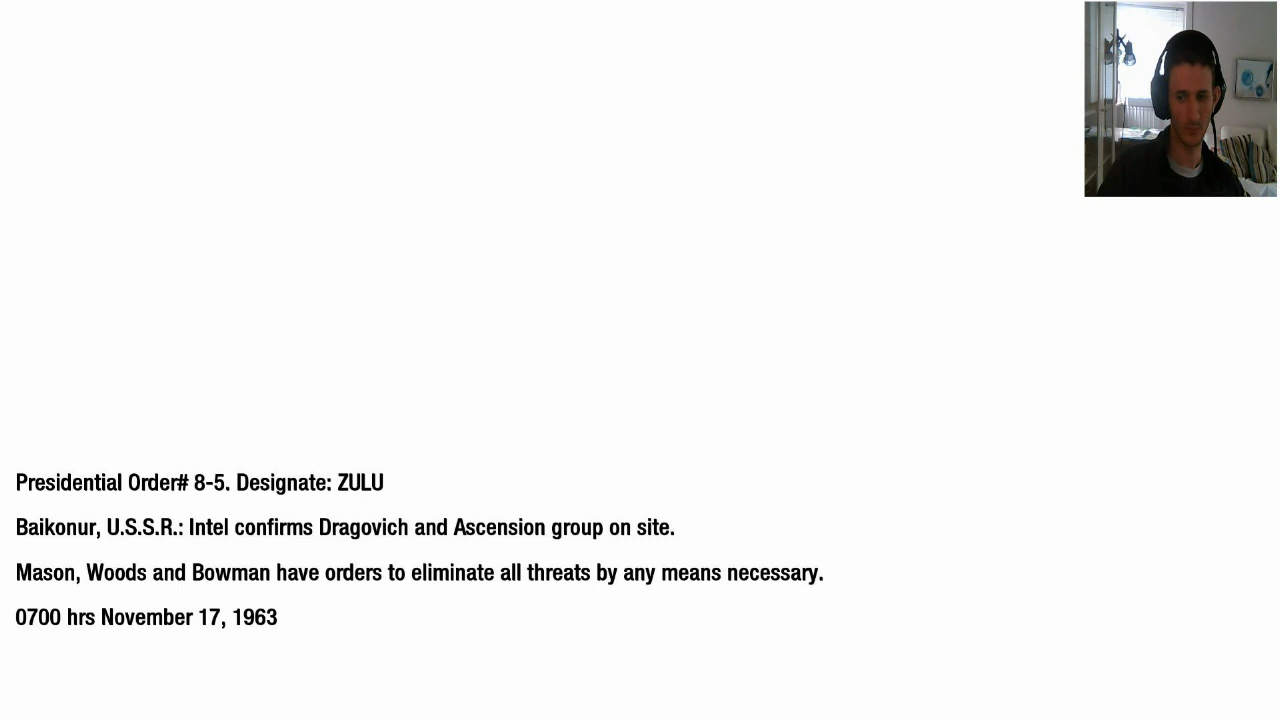 Presidential Order# 8-5. Designate: ZULU
Baikonur, U.S.S.R.: Intel confirms Dragovich and Ascension group on site.
Mason, Woods and Bowman have orders to eliminate all threats by any means necessary.
0700 hrs November 17, 1963